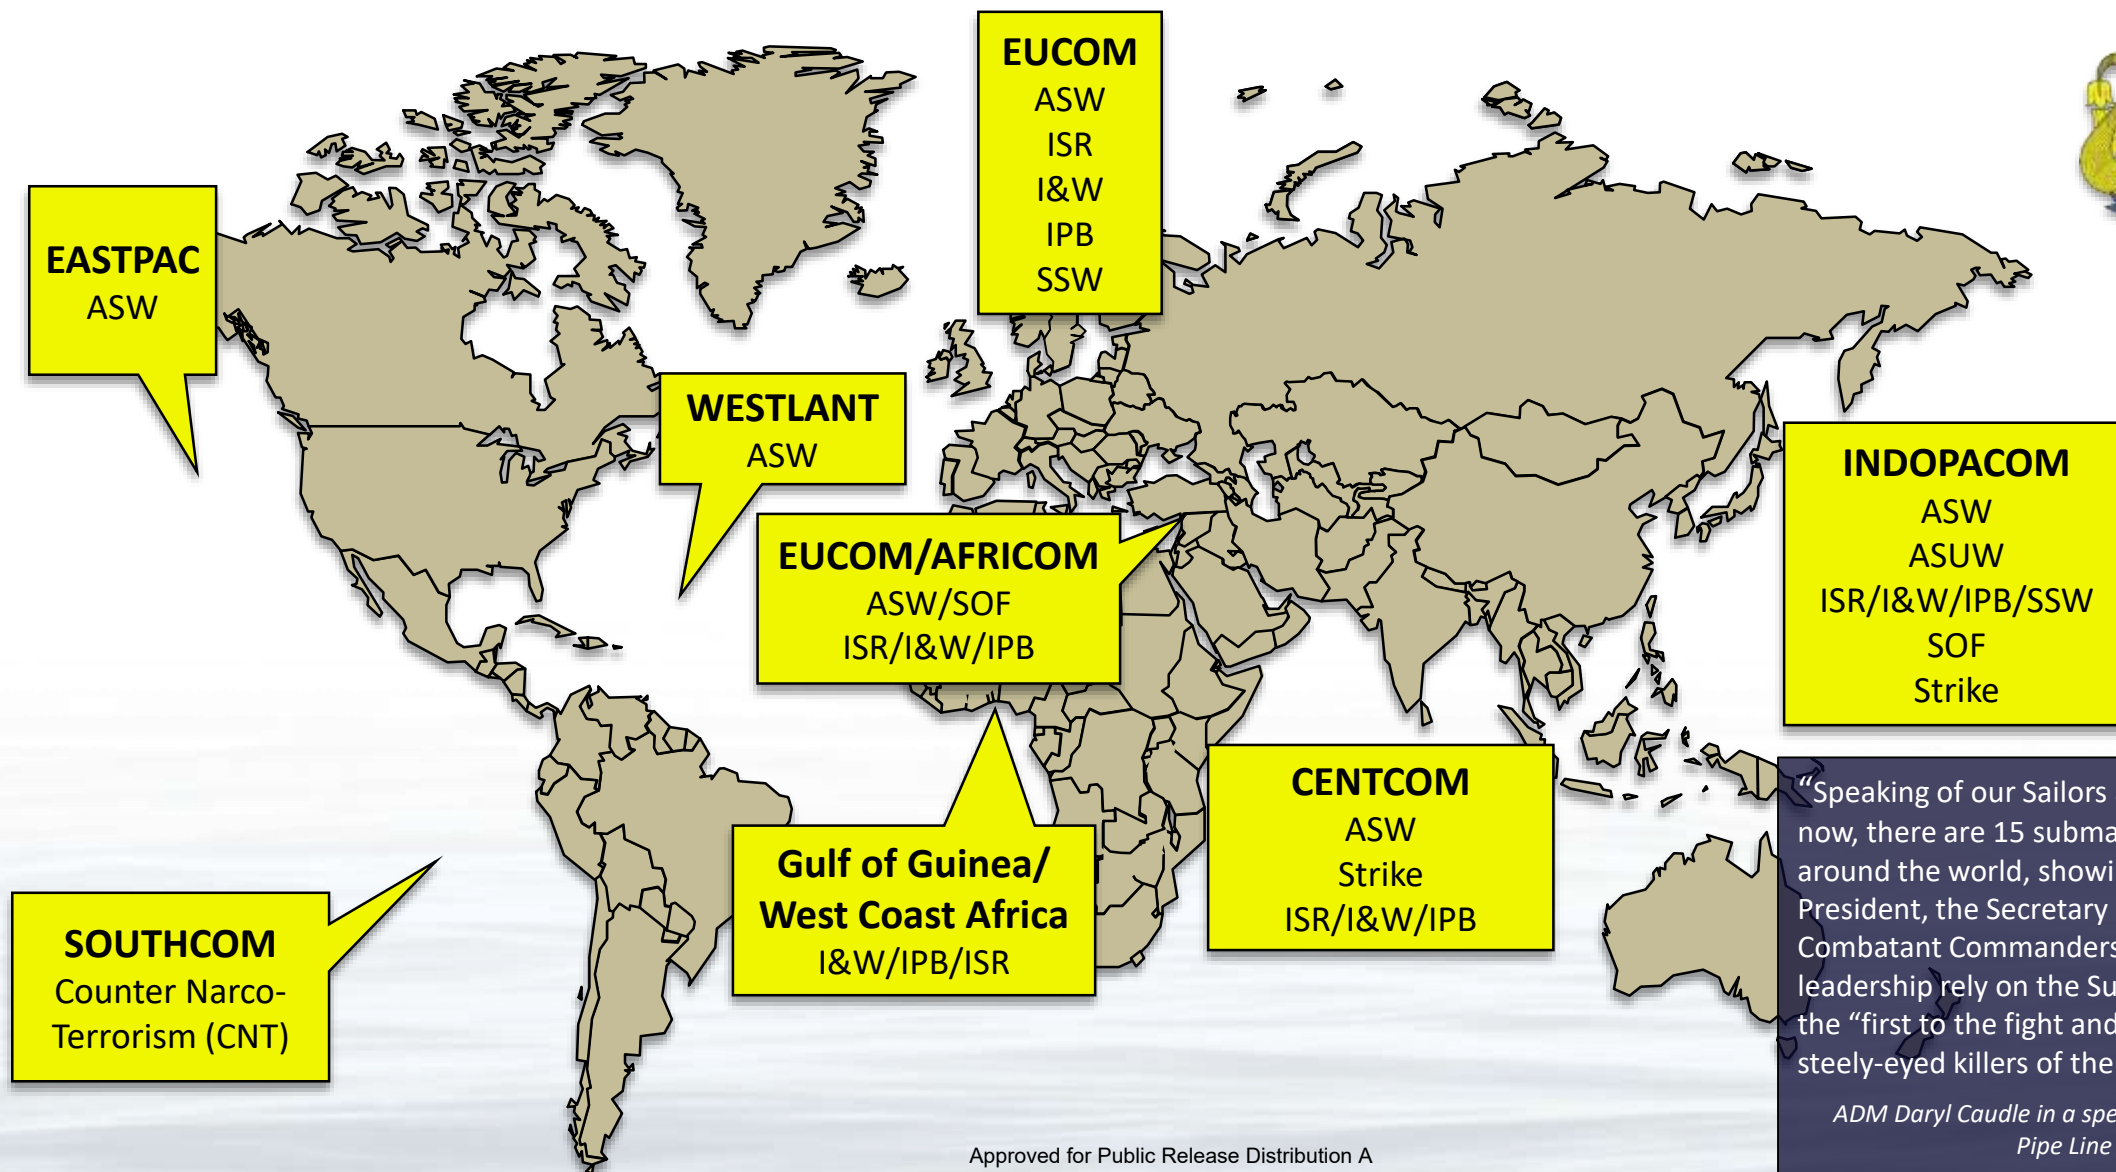 EUCOM
ASW
ISR
I&W
IPB
SSW
EASTPAC
ASW
WESTLANT
ASW
EUCOM/AFRICOM
ASW/SOF
ISR/I&W/IPB
INDOPACOM
ASW
ASUW
ISR/I&W/IPB/SSW
SOF
Strike
CENTCOM
ASW
Strike
ISR/I&W/IPB
Gulf of Guinea/
West Coast Africa
I&W/IPB/ISR
SOUTHCOM
Counter Narco-
Terrorism (CNT)
“Speaking of our Sailors
now, there are 15 subma
around the world, showi
President, the Secretary
Combatant Commanders
leadership rely on the Su
the “first to the fight and
steely-eyed killers of the
ADM Daryl Caudle in a spe
Pipe Line
Approved for Public Release Distribution A